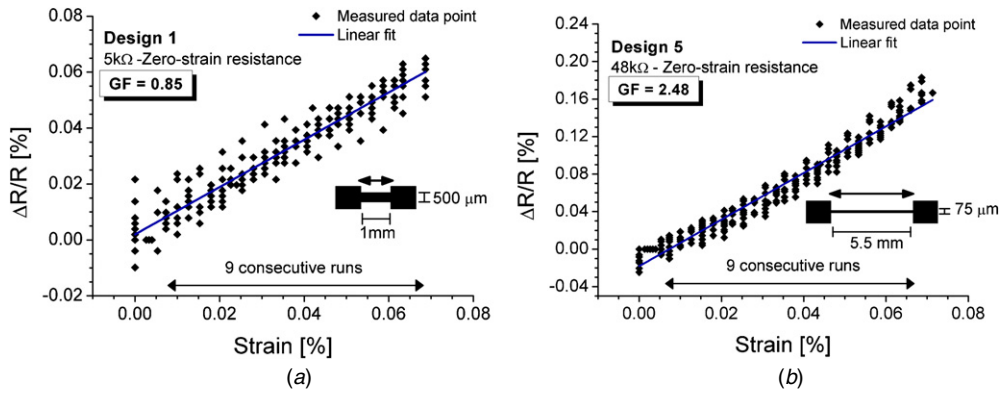 0.08
0.06
0.04
0.02
0.00
-0.02
ΔR/R [%]
Design 1
5kΩ -Zero-strain resistance
GF = 0.85
Measured data point
Linear fit
500 μm
1mm
9 consecutive runs
0.00 0.02 0.04 0.06 0.08
Strain [%]
(a)
0.24
0.20
0.16
0.12
0.08
0.04
0.00
-0.04
ΔR/R [%]
Design 5
48kΩ - Zero-strain resistance
GF = 2.48
Measured data point
Linear fit
75 μm
5.5 mm
9 consecutive runs
0.00 0.02 0.04 0.06 0.08
Strain [%]
(b)